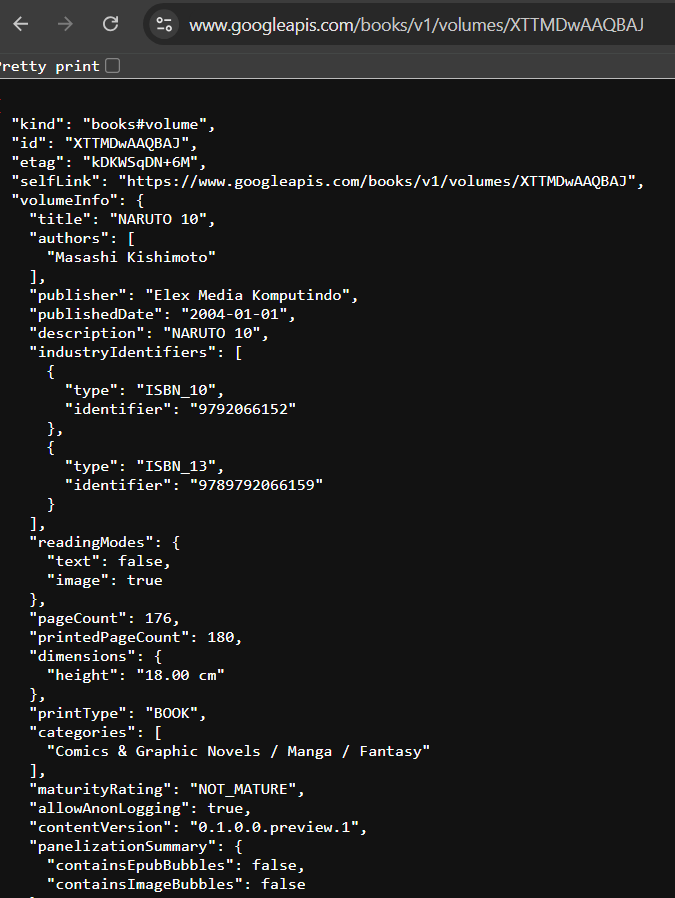 www.googleapis.com/books/v1/volumes/XTTMDwAAQBAJ
retty print
"kind": "books#volume",
"id": "XTTMDwAAQBAJ",
"etag": "kDKWSqDN+6M",
"selfLink": "https://www.googleapis.com/books/v1/volumes/XTTMDwAAQBAJ",
"volumeInfo": {
"title": "NARUTO 10",
"authors": [
"Masashi Kishimoto"
],
"publisher": "Elex Media Komputindo",
"publishedDate": "2004-01-01",
"description": "NARUTO 10",
"industryIdentifiers": [
{
"type": "ISBN_10",
"identifier": "9792066152"
},
{
"type": "ISBN_13",
"identifier": "9789792066159"
}
],
"readingModes": {
"text": false,
"image": true
},
"pageCount": 176,
"printedPageCount": 180,
"dimensions": {
"height": "18.00 cm"
},
"printType": "BOOK",
"categories": [
"Comics & Graphic Novels / Manga / Fantasy"
],
"maturityRating": "NOT_MATURE",
"allowAnonLogging": true,
"contentVersion": "0.1.0.0.preview.1",
"panelizationSummary": {
"containsEpubBubbles": false,
"containsImageBubbles": false